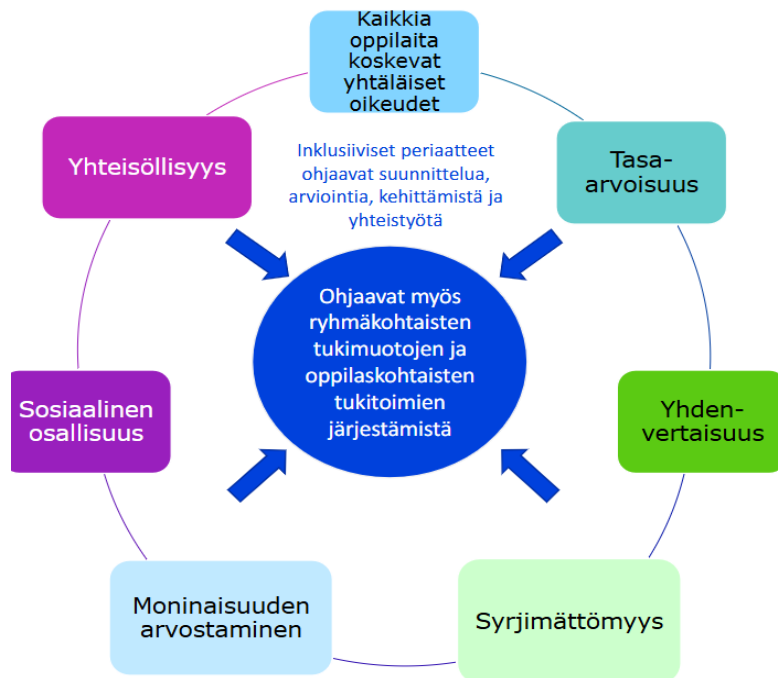 Kaikkia
oppilaita
koskevat
yhtäläiset
oikeudet
Yhteisöllisyys
Inklusiiviset periaatteet
ohjaavat suunnittelua,
arviointia, kehittämistä ja
yhteistyötä
Tasa-
arvoisuus
Ohjaavat myös
ryhmäkohtaisten
tukimuotojen ja
oppilaskohtaisten
tukitoimien
järjestämistä
Sosiaalinen
osallisuus
Yhden-
vertaisuus
Moninaisuuden
arvostaminen
Syrjimättömyys